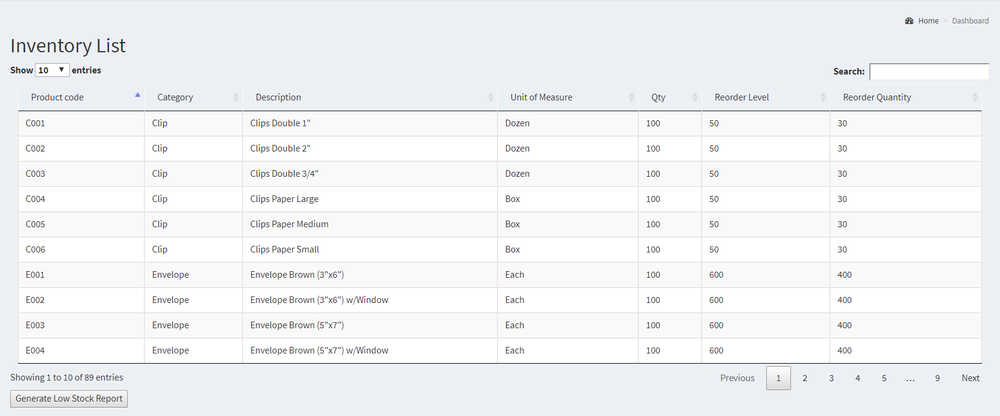 Home > Dashboard
Inventory List
Show 10 entries
Search:
Product code Category Description Unit of Measure Qty Reorder Level Reorder Quantity
C001 Clip Clips Double 1" Dozen 100 50 30
C002 Clip Clips Double 2" Dozen 100 50 30
C003 Clip Clips Double 3/4" Dozen 100 50 30
C004 Clip Clips Paper Large Box 100 50 30
C005 Clip Clips Paper Medium Box 100 50 30
C006 Clip Clips Paper Small Box 100 50 30
E001 Envelope Envelope Brown (3"x6") Each 100 600 400
E002 Envelope Envelope Brown (3"x6") w/Window Each 100 600 400
E003 Envelope Envelope Brown (5"x7") Each 100 600 400
E004 Envelope Envelope Brown (5"x7") w/Window Each 100 600 400
Showing 1 to 10 of 89 entries
Previous 1 2 3 4 5 ... 9 Next
Generate Low Stock Report